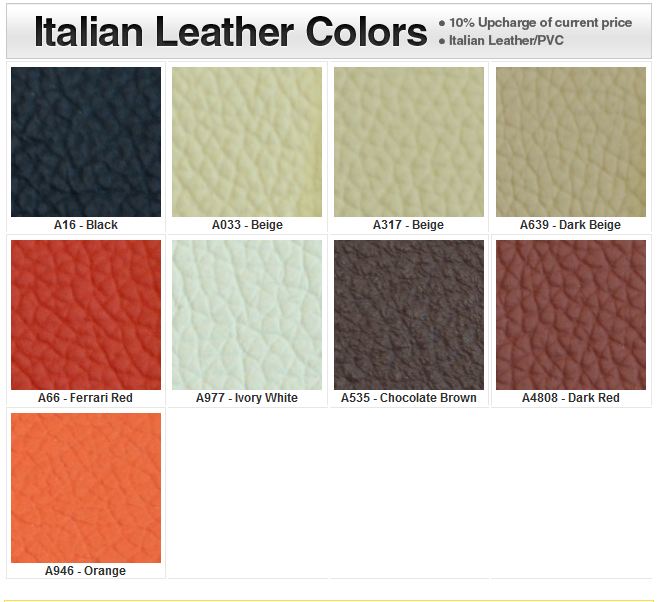 Italian Leather Colors
● 10% Upcharge of current price
● Italian Leather/PVC
A16 - Black
A033 - Beige
A317 - Beige
A639 - Dark Beige
A66 - Ferrari Red
A977 - Ivory White
A535 - Chocolate Brown
A4808 - Dark Red
A946 - Orange